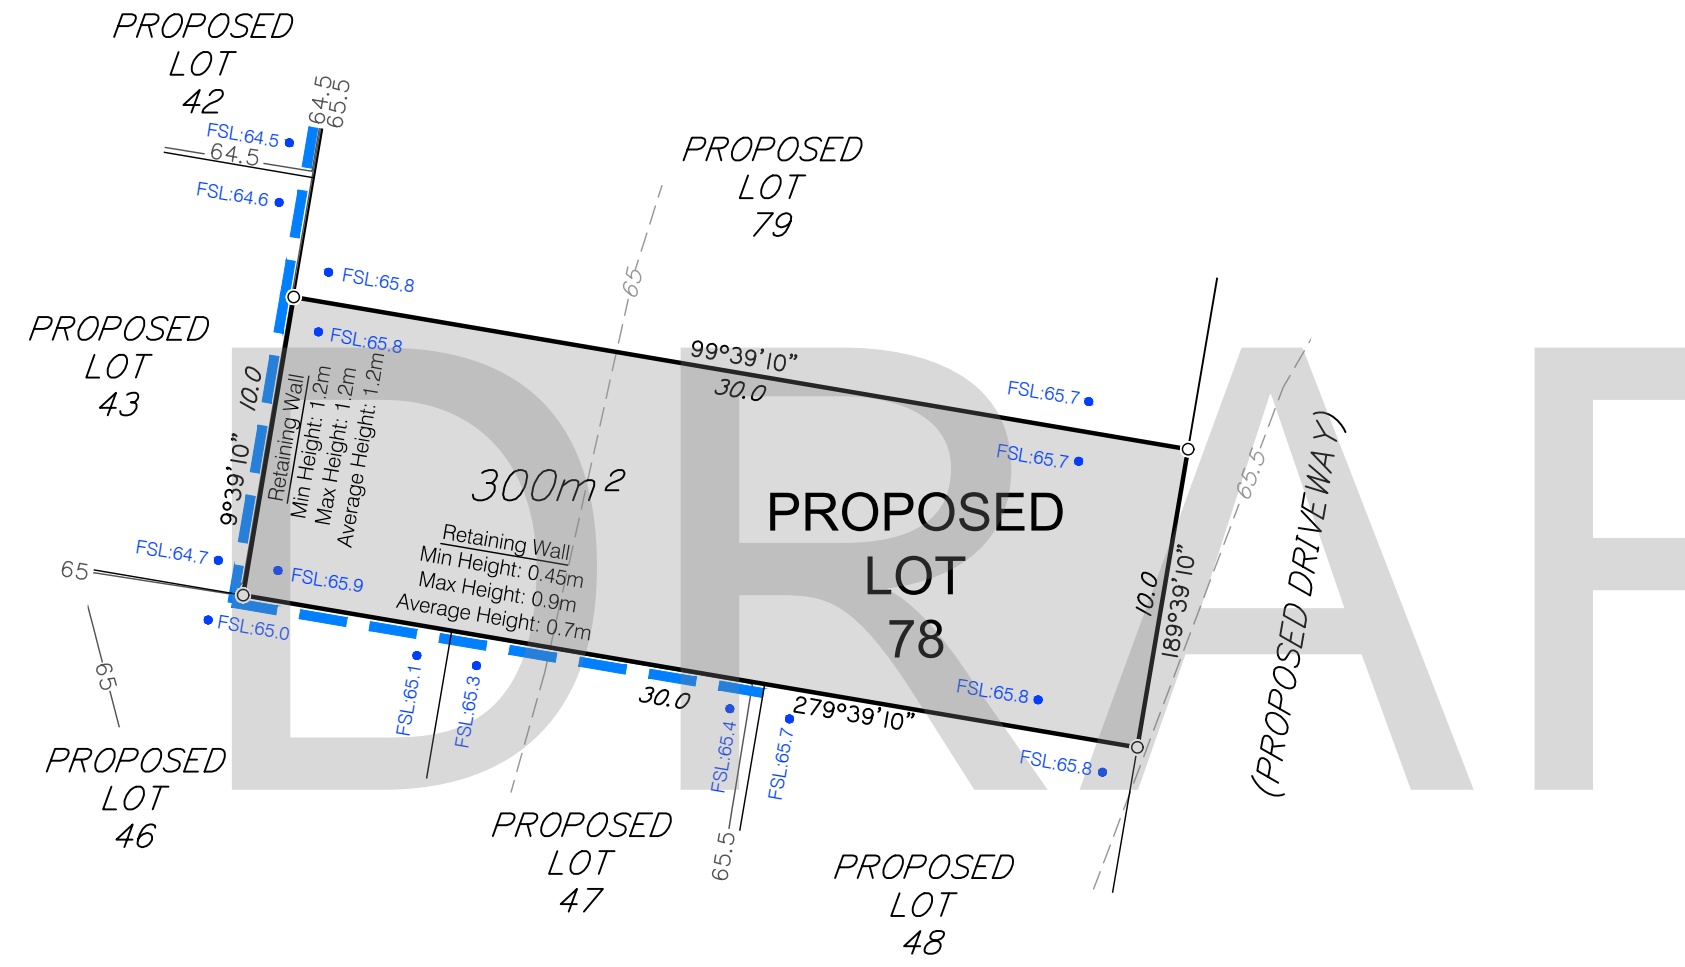 PROPOSED
LOT
42
64.5
65.5
FSL:64.5
64.5
FSL:64.6
PROPOSED
LOT
79
65
FSL:65.8
FSL:65.8
PROPOSED
LOT
43
10.0
9°39'10"
Retaining Wall
Min Height: 1.2m
Max Height: 1.2m
Average Height: 1.2m
99°39'10"
30.0
FSL:65.7
FSL:65.7
65.5
(PROPOSED DRIVEWAY)
300m²
PROPOSED
LOT
78
Retaining Wall
Min Height: 0.45m
Max Height: 0.9m
Average Height: 0.7m
10.0
189°39'10"
FSL:64.7
65
FSL:65.9
FSL:65.0
65
FSL:65.1
FSL:65.3
30.0
FSL:65.4
FSL:65.7
279°39'10"
FSL:65.8
FSL:65.8
PROPOSED
LOT
46
PROPOSED
LOT
47
65.5
PROPOSED
LOT
48
DRAF